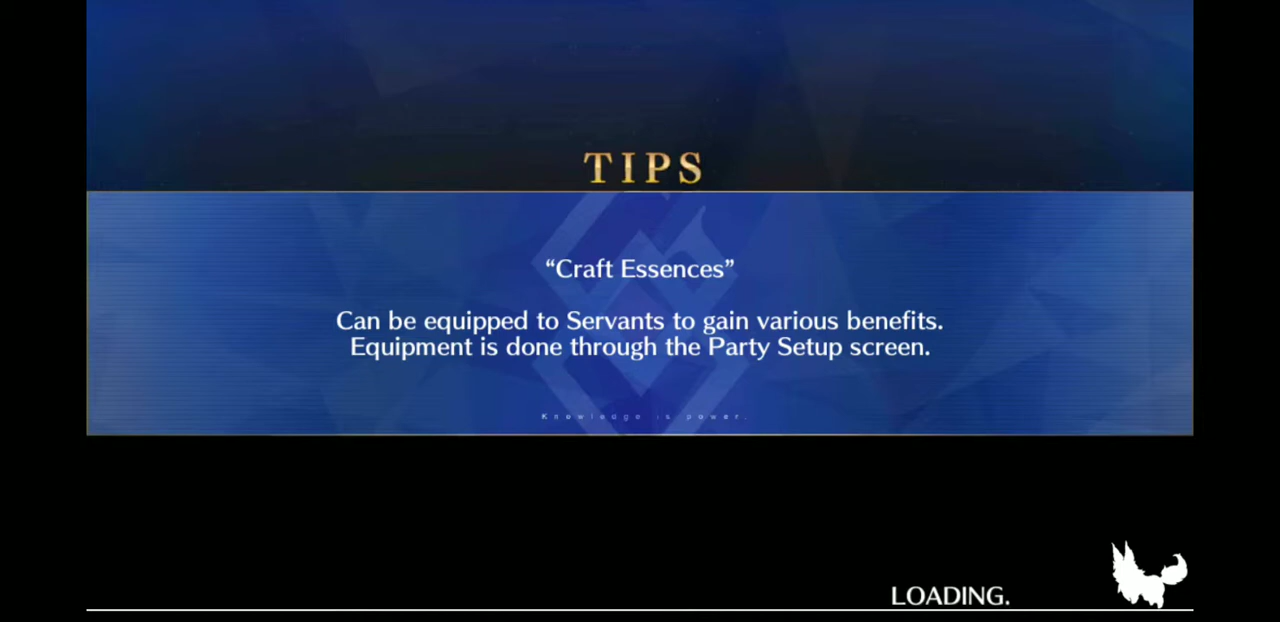 TIPS
“Craft Essences”
Can be equipped to Servants to gain various benefits.
Equipment is done through the Party Setup screen.
Knowledge is power.
LOADING.